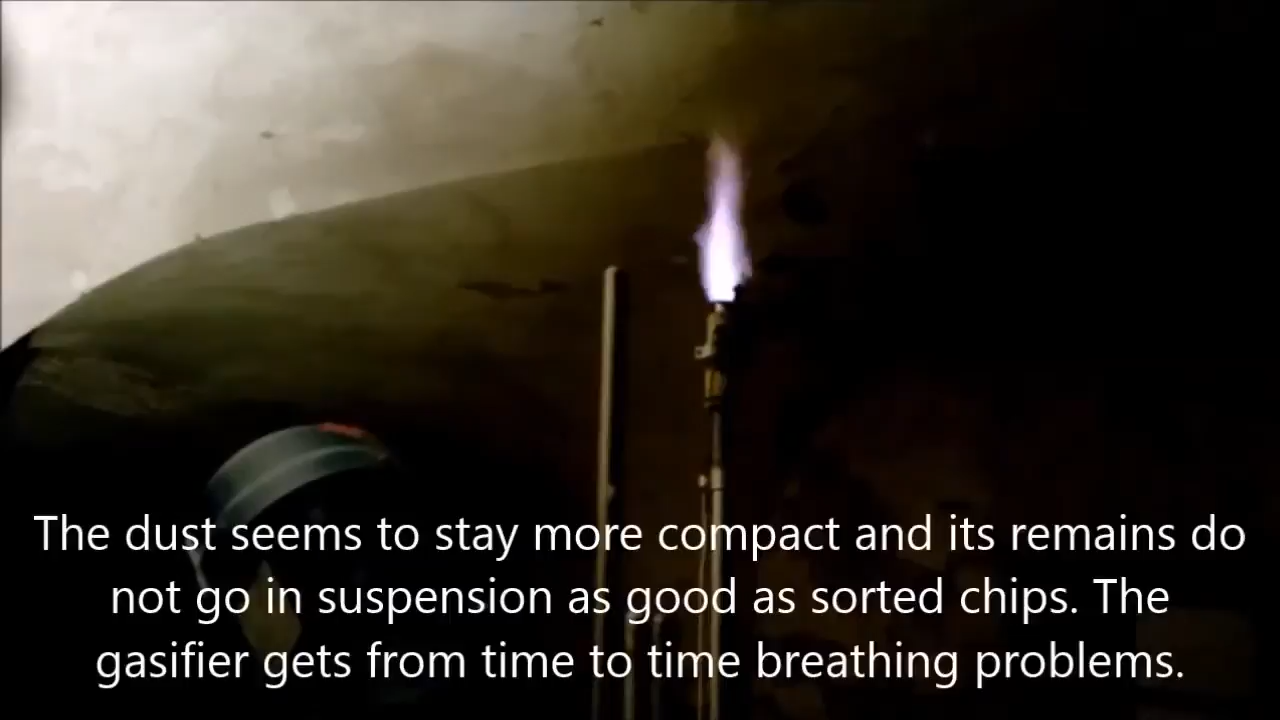 The dust seems to stay more compact and its remains do
not go in suspension as good as sorted chips. The
gasifier gets from time to time breathing problems.